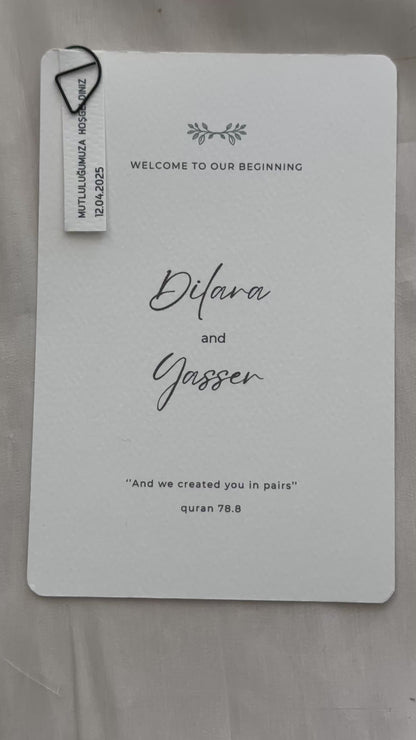 MUTLULUĞUMUZA HOŞGELDİNİZ
12.04.2025
WELCOME TO OUR BEGINNING
Dilara
and
Yasser
"And we created you in pairs"
quran 78.8